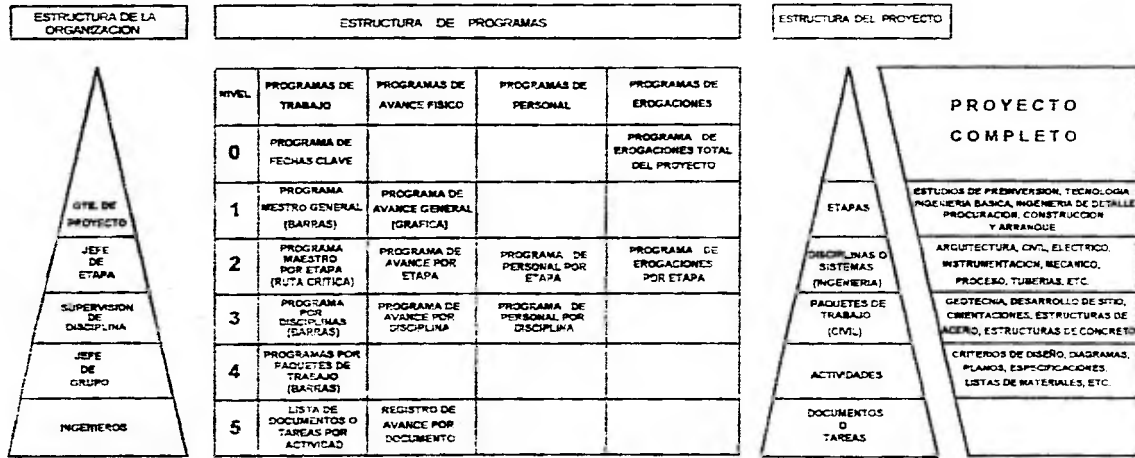 ESTRUCTURA DE LA
ORGANIZACION
ESTRUCTURA DE PROGRAMAS
ESTRUCTURA DEL PROYECTO
GTE. DE
PROYECTO
JEFE
DE
ETAPA
SUPERVISION
DE
DISCIPLINA
JEFE
DE
GRUPO
INGENIEROS
NIVEL
PROGRAMAS DE
TRABAJO
PROGRAMAS DE
AVANCE FISICO
PROGRAMAS DE
PERSONAL
PROGRAMAS DE
EROGACIONES
0
PROGRAMA DE
FECHAS CLAVE
PROGRAMA DE
EROGACIONES TOTAL
DEL PROYECTO
1
PROGRAMA
MESTRO GENERAL
(BARRAS)
PROGRAMA DE
AVANCE GENERAL
(GRAFICA)
2
PROGRAMA
MAESTRO
POR ETAPA
(RUTA CRITICA)
PROGRAMA DE
AVANCE POR
ETAPA
PROGRAMA DE
PERSONAL POR
ETAPA
PROGRAMA DE
EROGACIONES
POR ETAPA
3
PROGRAMA
POR
DISCIPLINAS
(BARRAS)
PROGRAMA DE
AVANCE POR
DISCIPLINA
PROGRAMA DE
PERSONAL POR
DISCIPLINA
4
PROGRAMAS POR
PAQUETES DE
TRABAJO
(BARRAS)
5
LISTA DE
DOCUMENTOS O
TAREAS POR
ACTIVIDAD
REGISTRO DE
AVANCE POR
DOCUMENTO
ETAPAS
DISCIPLINAS O
SISTEMAS
(INGENIERIA)
PAQUETES DE
TRABAJO
(CIVIL)
ACTIVIDADES
DOCUMENTOS
O
TAREAS
PROYECTO
COMPLETO
ESTUDIOS DE PREINVERSION, TECNOLOGIA
INGENIERIA BASICA, INGENIERIA DE DETALLE
PROCURACION, CONSTRUCCION
Y ARRANQUE
ARQUITECTURA, CIVIL, ELECTRICO,
INSTRUMENTACION, MECANICO,
PROCESO, TUBERIAS, ETC.
GEOTECNIA, DESARROLLO DE SITIO,
CIMENTACIONES, ESTRUCTURAS DE
ACERO, ESTRUCTURAS DE CONCRETO
CRITERIOS DE DISEÑO, DIAGRAMAS,
PLANOS, ESPECIFICACIONES,
LISTAS DE MATERIALES, ETC.